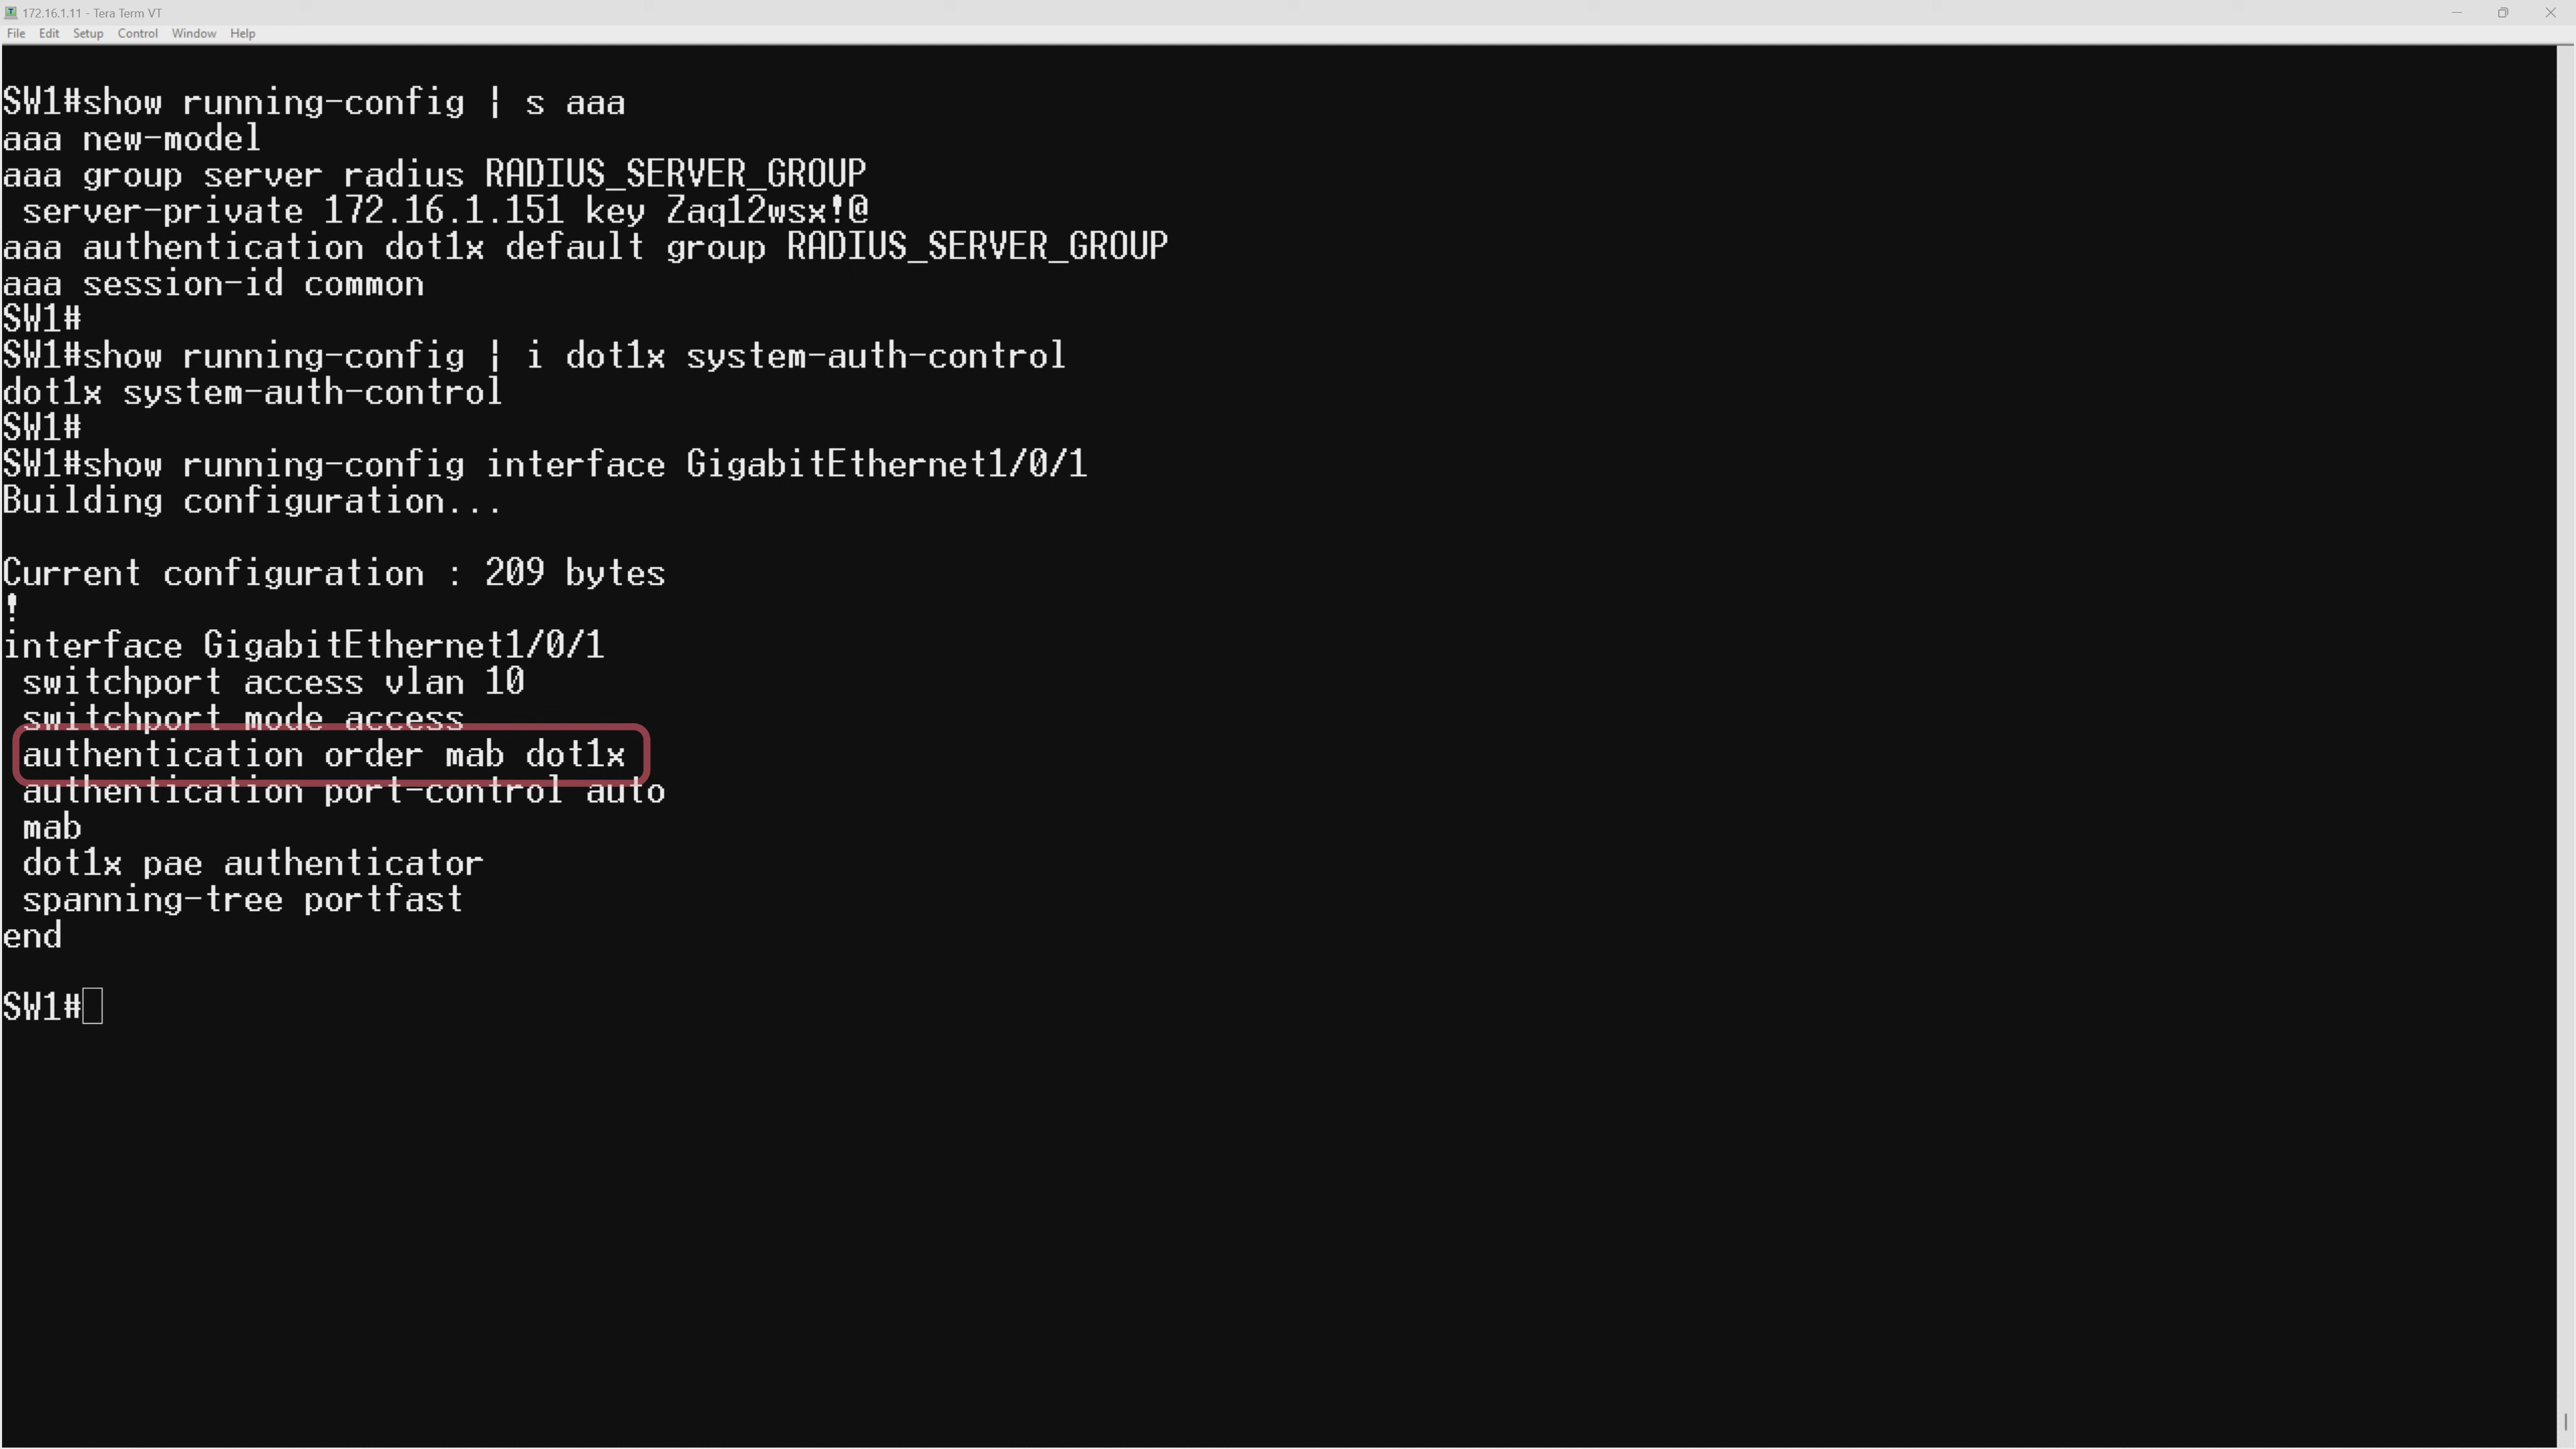 172.16.1.11 - Tera Term VT
File Edit Setup Control Window Help
SW1#show running-config | s aaa
aaa new-model
aaa group server radius RADIUS_SERVER_GROUP
 server-private 172.16.1.151 key Zaq12wsx!@
aaa authentication dot1x default group RADIUS_SERVER_GROUP
aaa session-id common
SW1#
SW1#show running-config | i dot1x system-auth-control
dot1x system-auth-control
SW1#
SW1#show running-config interface GigabitEthernet1/0/1
Building configuration...
Current configuration : 209 bytes
!
interface GigabitEthernet1/0/1
 switchport access vlan 10
 switchport mode access
 authentication order mab dot1x
 authentication port-control auto
 mab
 dot1x pae authenticator
 spanning-tree portfast
end
SW1#